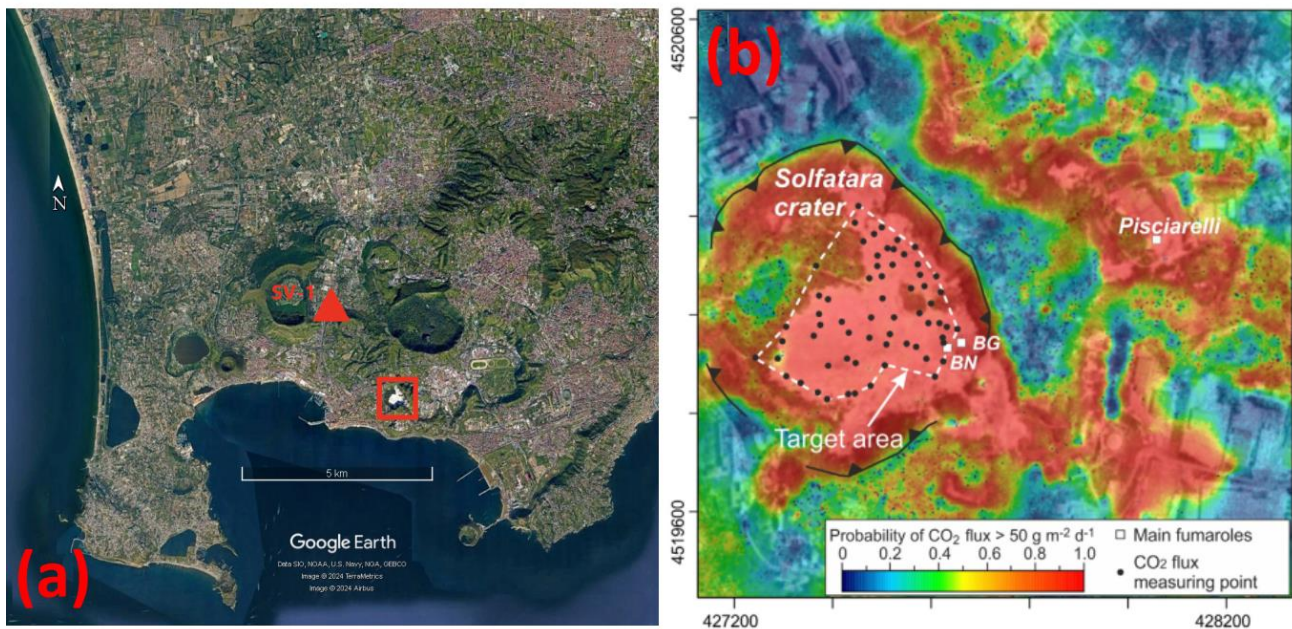 SV-1
N
5 km
Google Earth
Data SIO, NOAA, U.S. Navy, NGA, GEBCO
Image © 2024 TerraMetrics
Image © 2024 Airbus
(a)
(b)
4520600
4519600
Solfatara
crater
Pisciarelli
BG
BN
Target area
Probability of CO₂ flux > 50 g m⁻² d⁻¹
0 0.2 0.4 0.6 0.8 1.0
Main fumaroles
CO₂ flux
measuring point
427200
428200